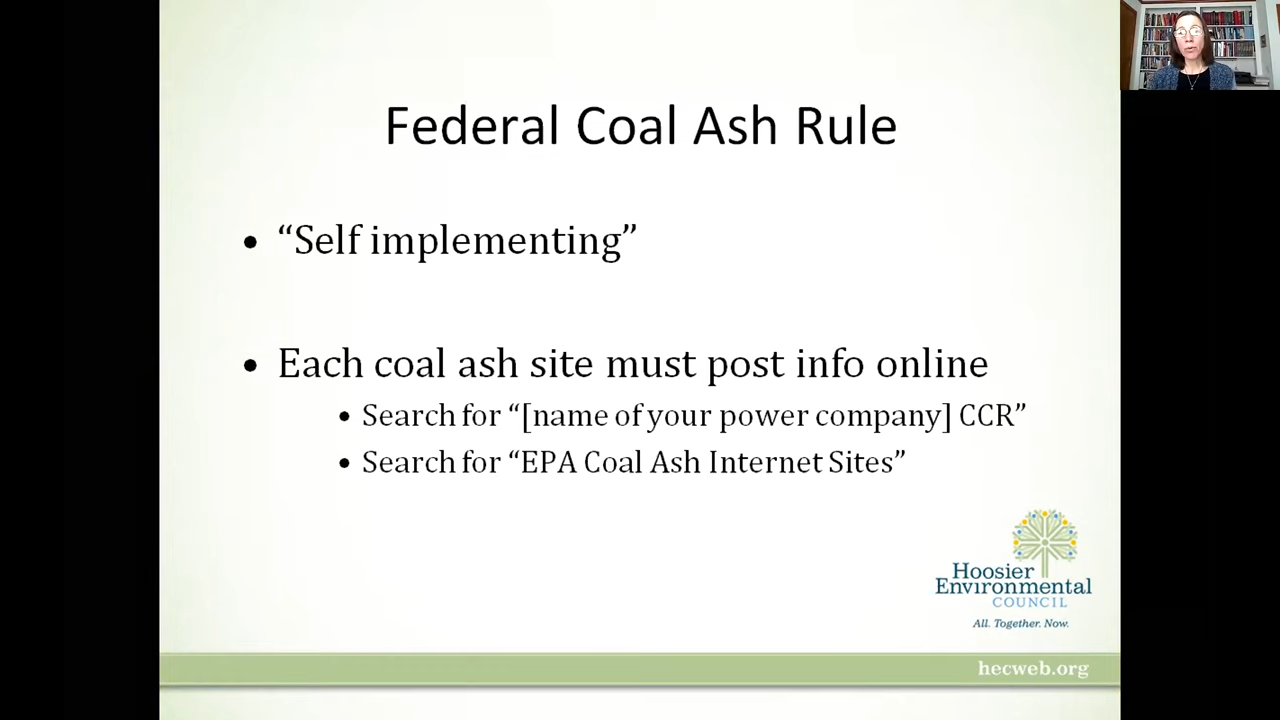 Federal Coal Ash Rule
• “Self implementing”
• Each coal ash site must post info online
• Search for “[name of your power company] CCR”
• Search for “EPA Coal Ash Internet Sites”
Hoosier
Environmental
COUNCIL
All. Together. Now.
hecweb.org